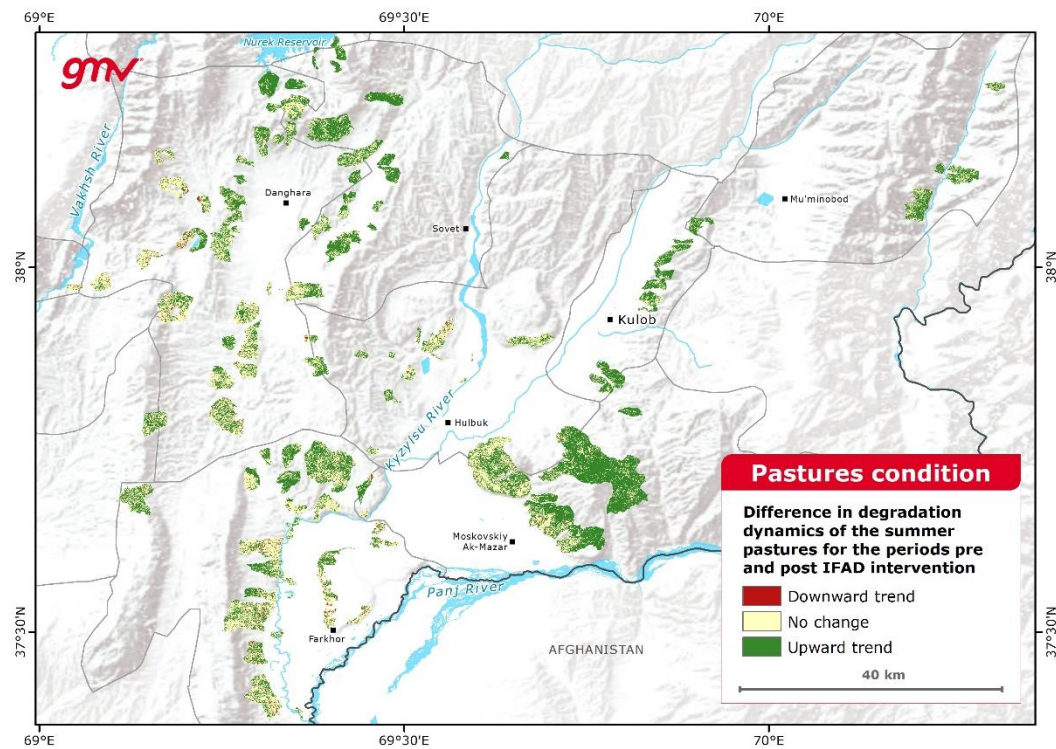 69°E
69°30'E
70°E
Nurek Reservoir
gmv
Vakhsh River
Danghara
Sovet
Mu'minobod
38°N
38°N
Kulob
Kyzylsu River
Hulbuk
Moskovskiy
Ak-Mazar
Panj River
Farkhor
AFGHANISTAN
37°30'N
37°30'N
Pastures condition
Difference in degradation
dynamics of the summer
pastures for the periods pre
and post IFAD intervention
Downward trend
No change
Upward trend
40 km
69°E
69°30'E
70°E